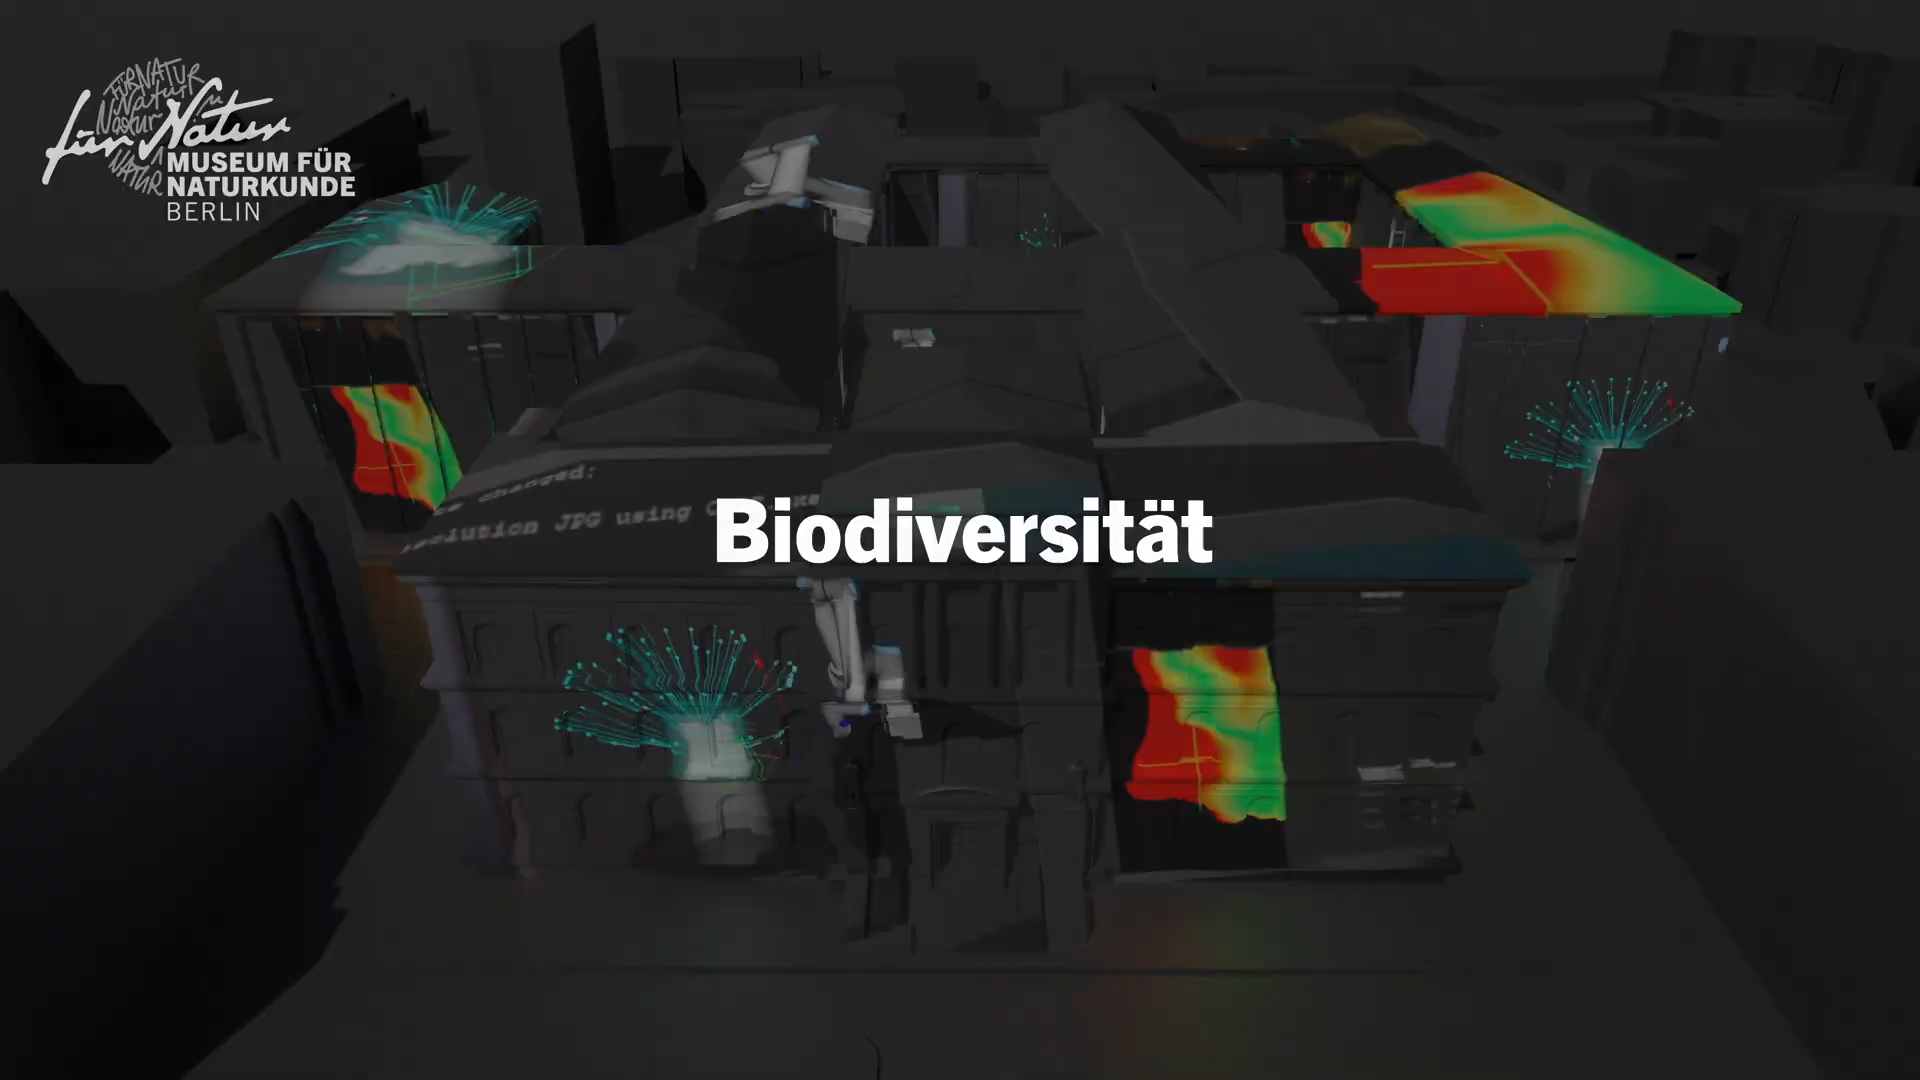 für Natur
MUSEUM FÜR
NATURKUNDE
BERLIN
changed:
JPG using
Biodiversität